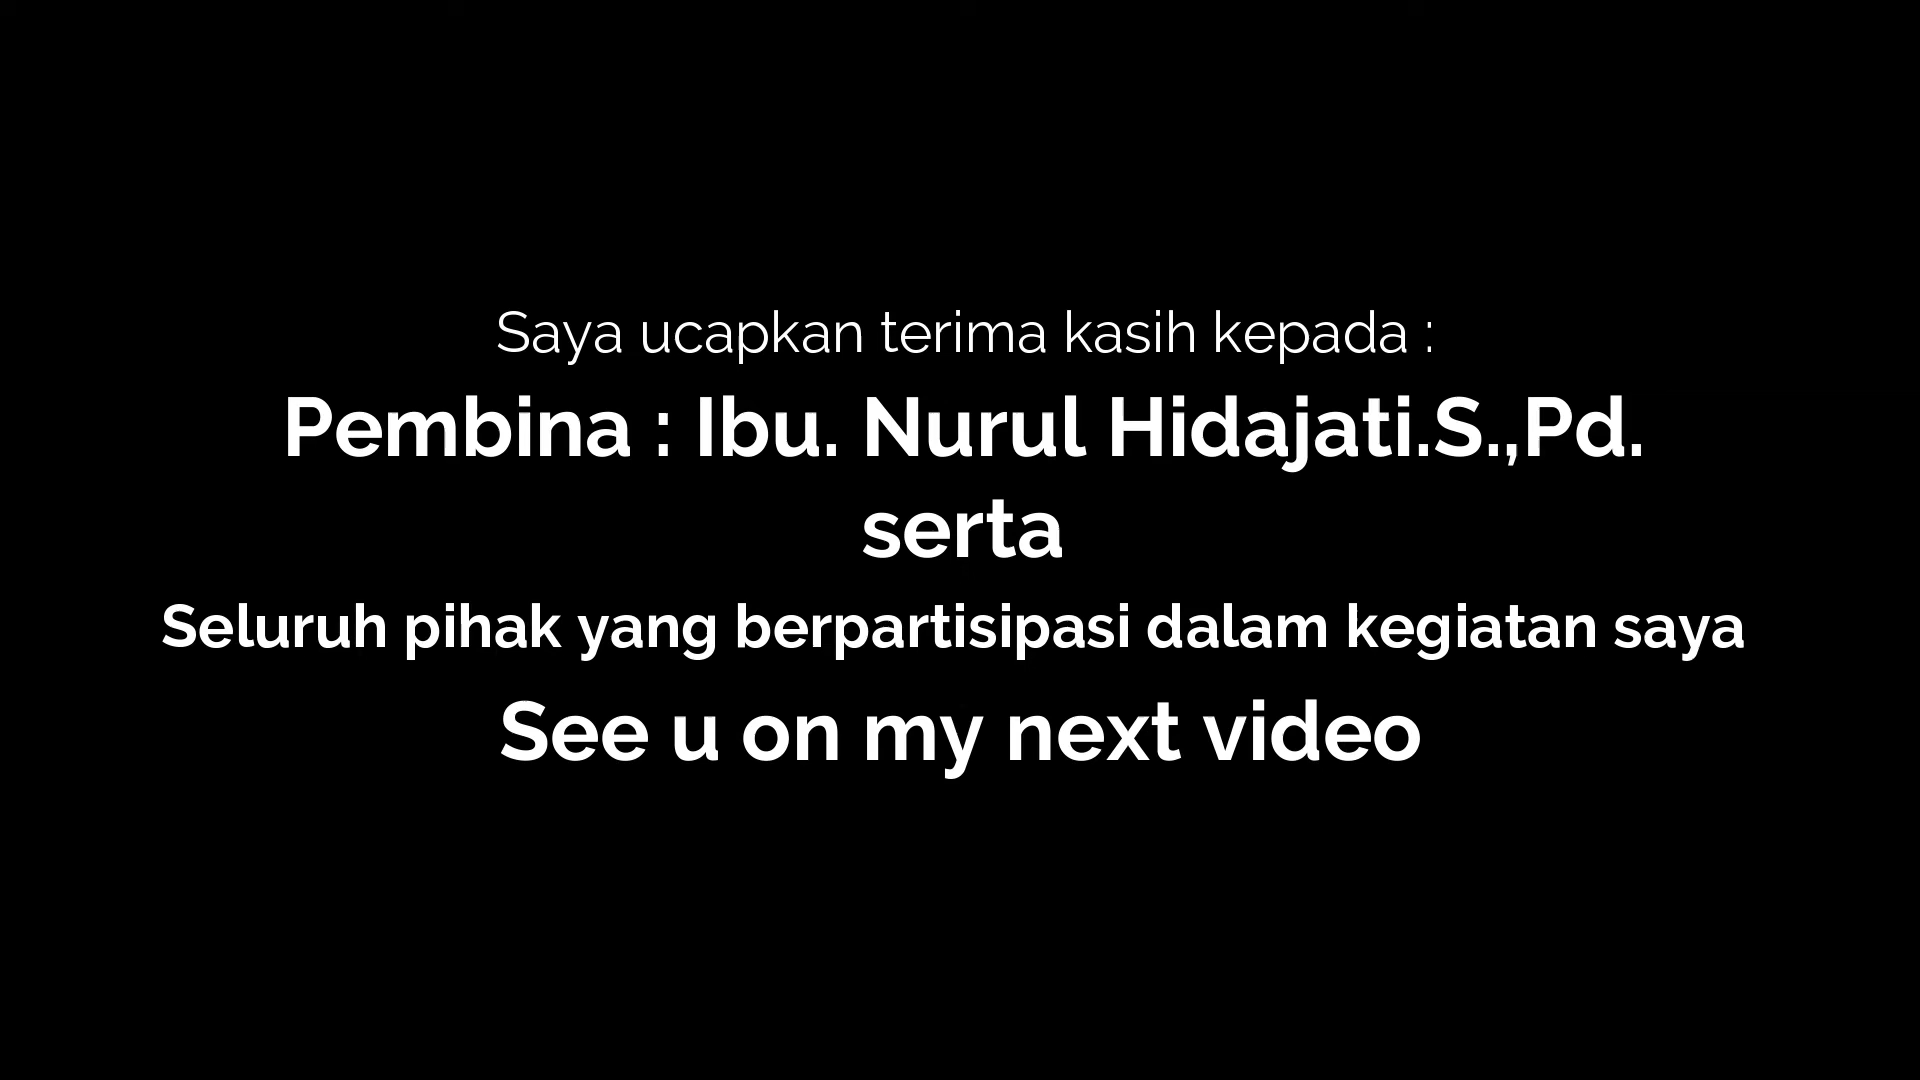 Saya ucapkan terima kasih kepada :
Pembina : Ibu. Nurul Hidajati.S.,Pd.
serta
Seluruh pihak yang berpartisipasi dalam kegiatan saya
See u on my next video